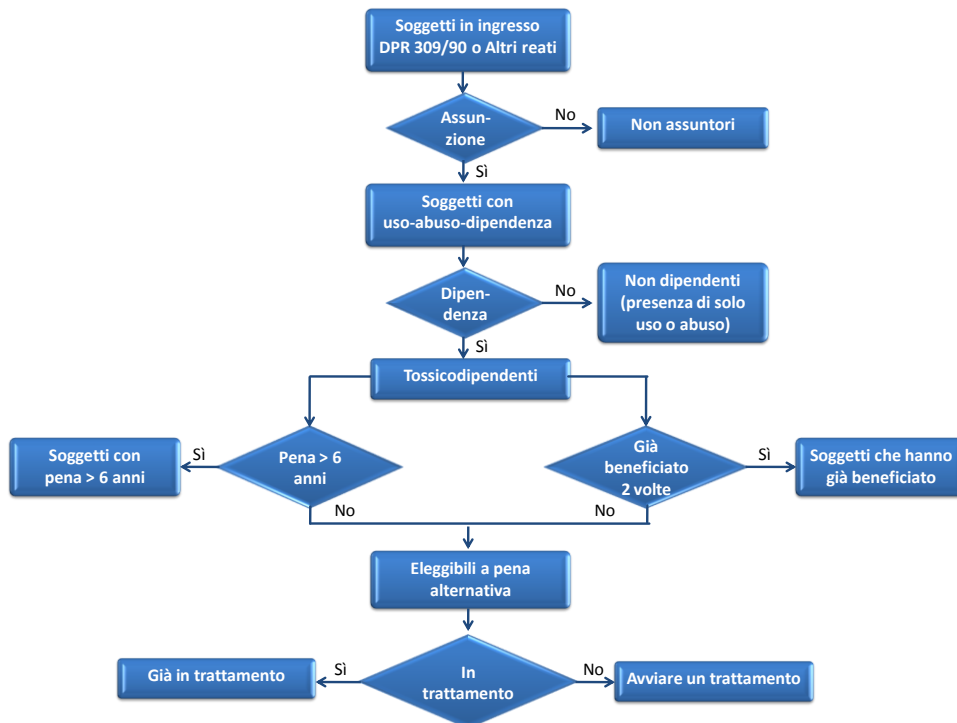 Soggetti in ingresso
DPR 309/90 o Altri reati
Assun-
zione
No
Non assuntori
Sì
Soggetti con
uso-abuso-dipendenza
Dipen-
denza
No
Non dipendenti
(presenza di solo
uso o abuso)
Sì
Tossicodipendenti
Soggetti con
pena > 6 anni
Sì
Pena > 6
anni
Già
beneficiato
2 volte
Sì
Soggetti che hanno
già beneficiato
No
No
Eleggibili a pena
alternativa
Già in trattamento
Sì
In
trattamento
No
Avviare un trattamento